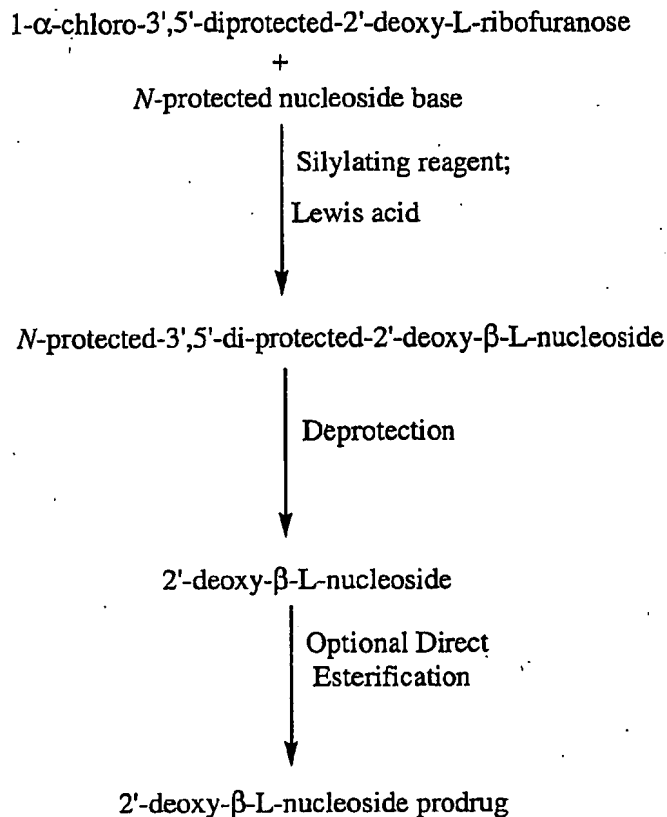 1-α-chloro-3',5'-diprotected-2'-deoxy-L-ribofuranose
+
N-protected nucleoside base
Silylating reagent;
Lewis acid
N-protected-3',5'-di-protected-2'-deoxy-β-L-nucleoside
Deprotection
2'-deoxy-β-L-nucleoside
Optional Direct
Esterification
2'-deoxy-β-L-nucleoside prodrug